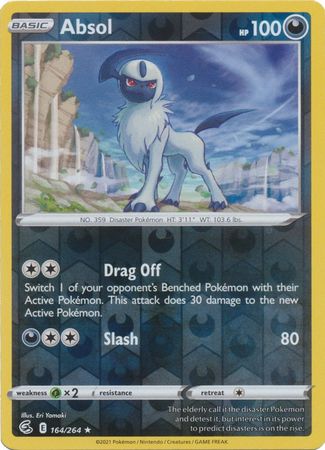 BASIC Absol HP 100
NO. 359 Disaster Pokémon HT: 3'11" WT: 103.6 lbs.
Drag Off
Switch 1 of your opponent's Benched Pokémon with their
Active Pokémon. This attack does 30 damage to the new
Active Pokémon.
Slash 80
weakness ×2 resistance retreat
Illus. Eri Yamaki
The elderly call it the disaster Pokémon
and detest it, but interest in its power
to predict disasters is on the rise.
E 164/264 ★
©2021 Pokémon / Nintendo / Creatures / GAME FREAK